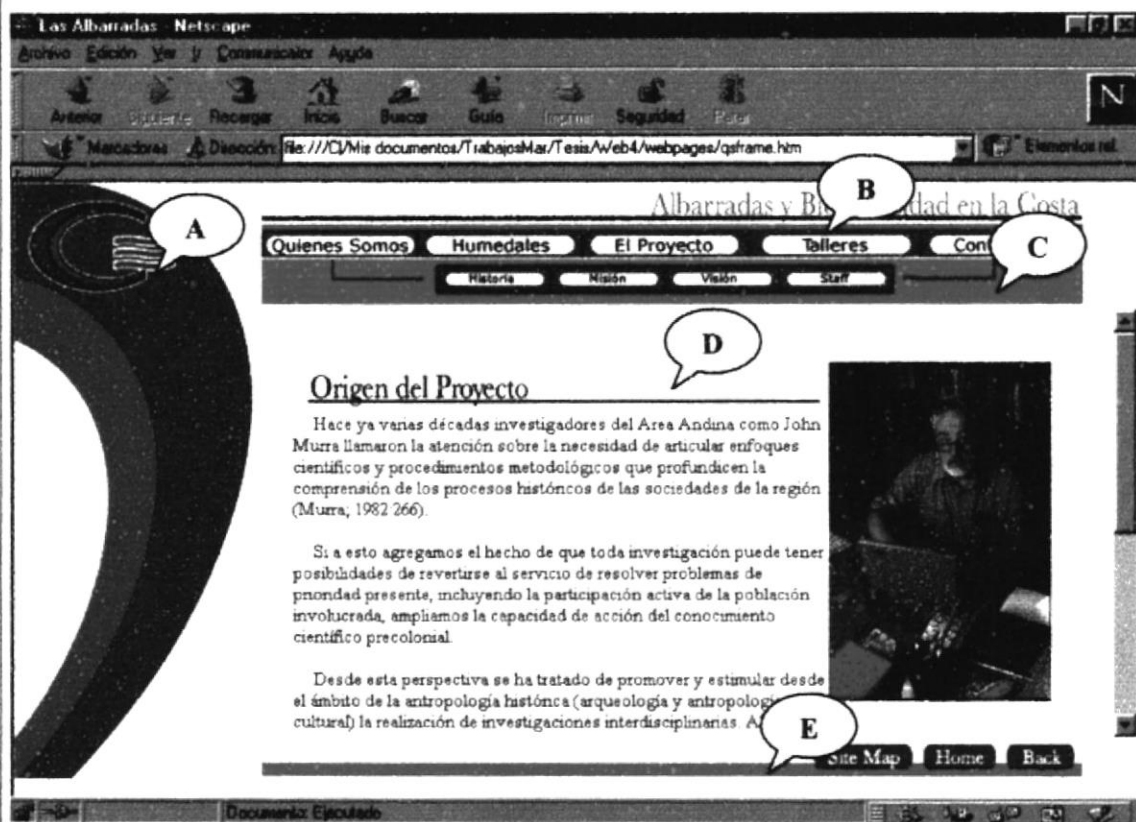 Las Albarradas - Netscape
Archivo Edición Ver Ir Communicator Ayuda
Anterior Siguiente Recargar Inicio Buscar Guía Imprimir Seguridad Parar
N
Marcadores Dirección: file:///C|/Mis documentos/TrabajosMar/Tesis/Web4/webpages/qsframe.htm Elementos rel.
B
Albarradas y Bi dad en la Costa
A
Quienes Somos Humedales El Proyecto Talleres Con
C
Historia Misión Visión Staff
D
Origen del Proyecto
Hace ya varias décadas investigadores del Area Andina como John
Murra llamaron la atención sobre la necesidad de articular enfoques
científicos y procedimientos metodológicos que profundicen la
comprensión de los procesos históricos de las sociedades de la región
(Murra; 1982 266).
Si a esto agregamos el hecho de que toda investigación puede tener
posibilidades de revertirse al servicio de resolver problemas de
prioridad presente, incluyendo la participación activa de la población
involucrada, ampliamos la capacidad de acción del conocimiento
científico precolonial.
Desde esta perspectiva se ha tratado de promover y estimular desde
el ámbito de la antropología histórica (arqueología y antropología
cultural) la realización de investigaciones interdisciplinarias. A
E
Site Map Home Back
Documento: Ejecutado